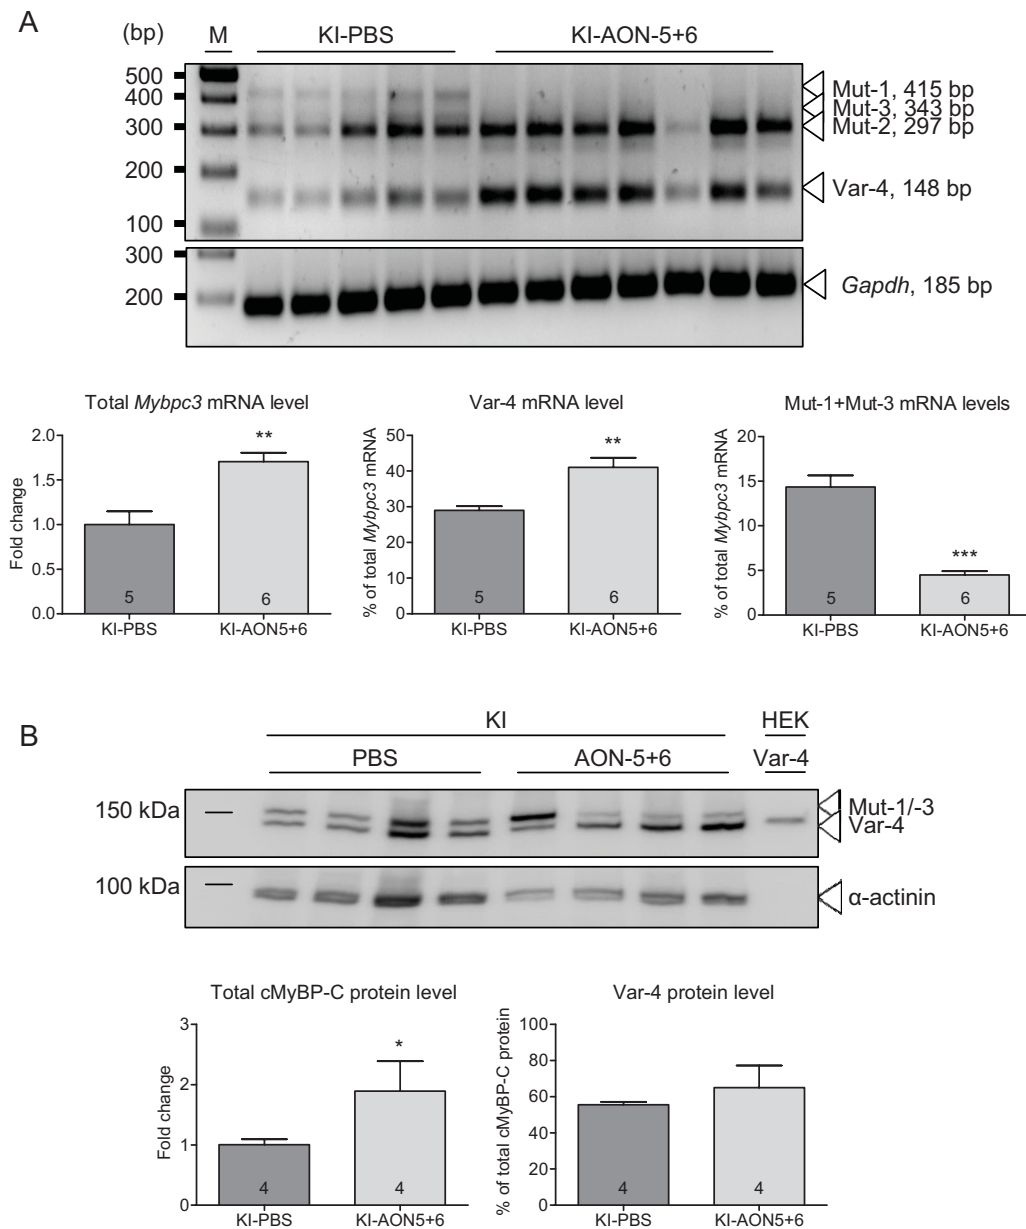 A
(bp) M KI-PBS KI-AON-5+6
500
400
300
200
100
Mut-1, 415 bp
Mut-3, 343 bp
Mut-2, 297 bp
Var-4, 148 bp
300
200
Gapdh, 185 bp
Total Mybpc3 mRNA level
Fold change
2.0
1.5
1.0
0.5
0.0
**
5
6
KI-PBS
KI-AON5+6
Var-4 mRNA level
% of total Mybpc3 mRNA
50
40
30
20
10
0
**
5
6
KI-PBS
KI-AON5+6
Mut-1+Mut-3 mRNA levels
% of total Mybpc3 mRNA
20
15
10
5
0
***
5
6
KI-PBS
KI-AON5+6
B
KI HEK
PBS AON-5+6 Var-4
150 kDa
Mut-1/-3
Var-4
100 kDa
α-actinin
Total cMyBP-C protein level
Fold change
3
2
1
0
*
4
4
KI-PBS
KI-AON5+6
Var-4 protein level
% of total cMyBP-C protein
100
80
60
40
20
0
4
4
KI-PBS
KI-AON5+6